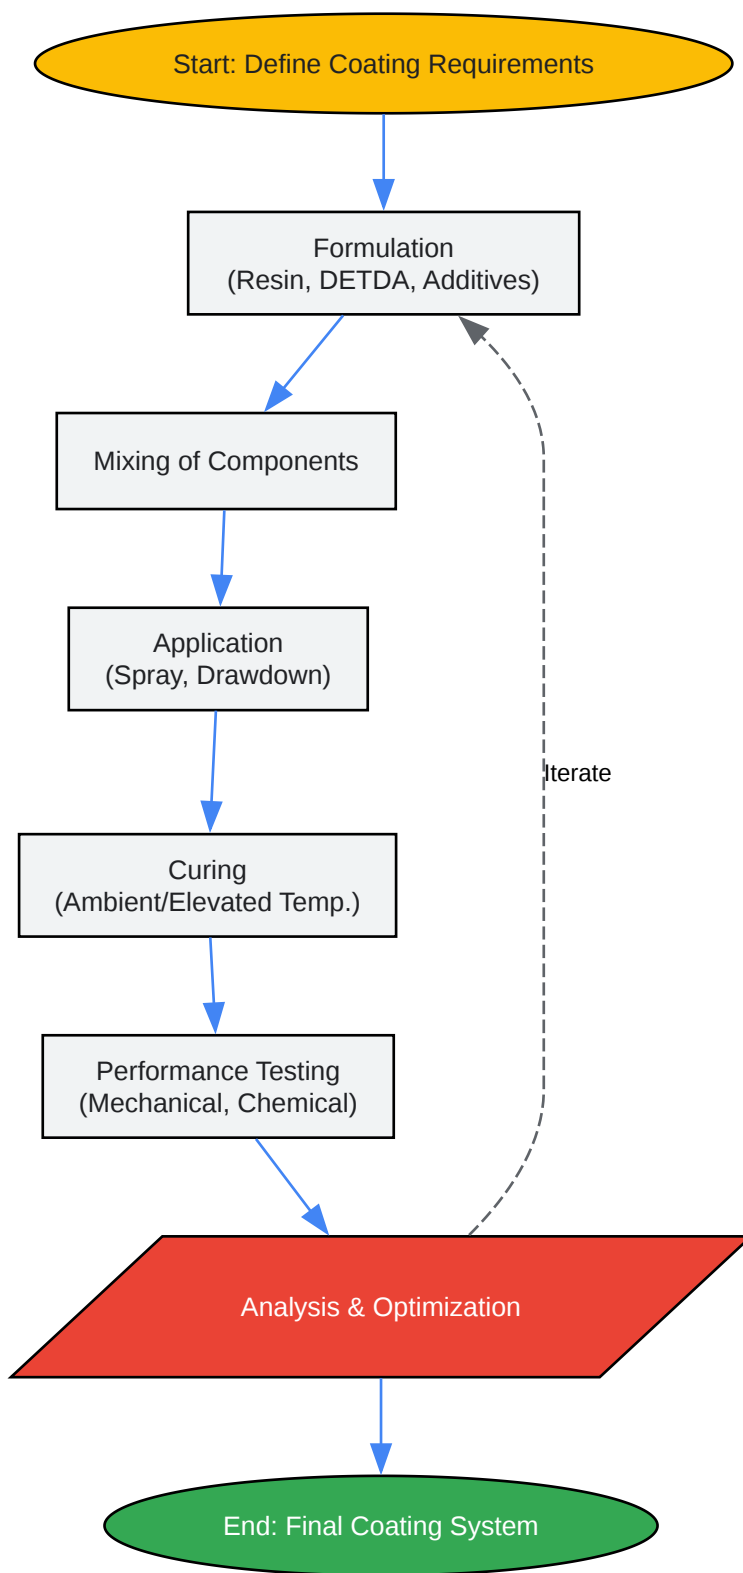 Start: Define Coating Requirements
Formulation
(Resin, DETDA, Additives)
Mixing of Components
Application
(Spray, Drawdown)
Iterate
Curing
(Ambient/Elevated Temp.)
Performance Testing
(Mechanical, Chemical)
Analysis & Optimization
End: Final Coating System